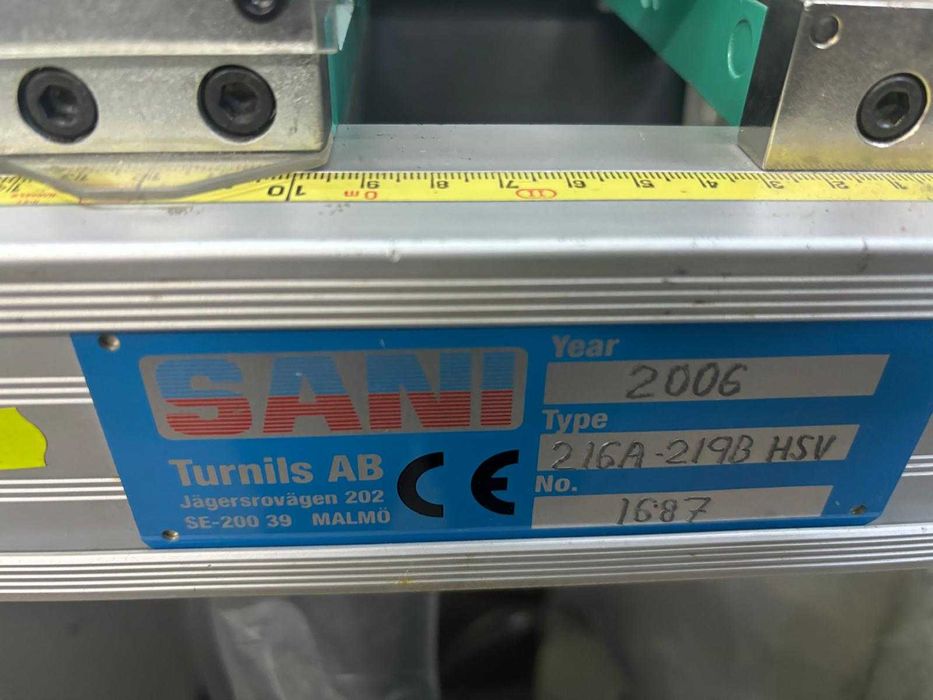 10 9 8 7 6 5 4 3 2 1
m
SANI
Turnils AB
Jägersrovägen 202
SE-200 39 MALMÖ
CE
Year
2006
Type
216A-219B HSV
No.
1687